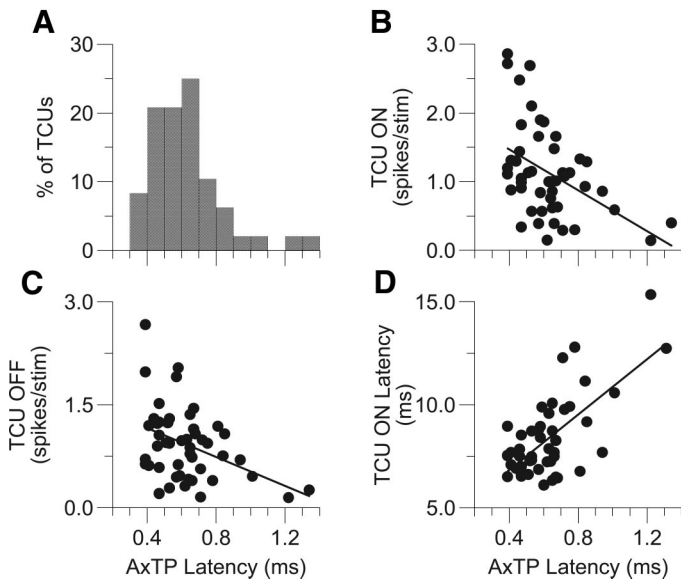 A
% of TCUs
30
20
10
0
B
TCU ON
(spikes/stim)
3.0
2.0
1.0
0.0
C
TCU OFF
(spikes/stim)
3.0
1.5
0.0
0.4 0.8 1.2
AxTP Latency (ms)
D
TCU ON Latency
(ms)
15.0
10.0
5.0
0.4 0.8 1.2
AxTP Latency (ms)